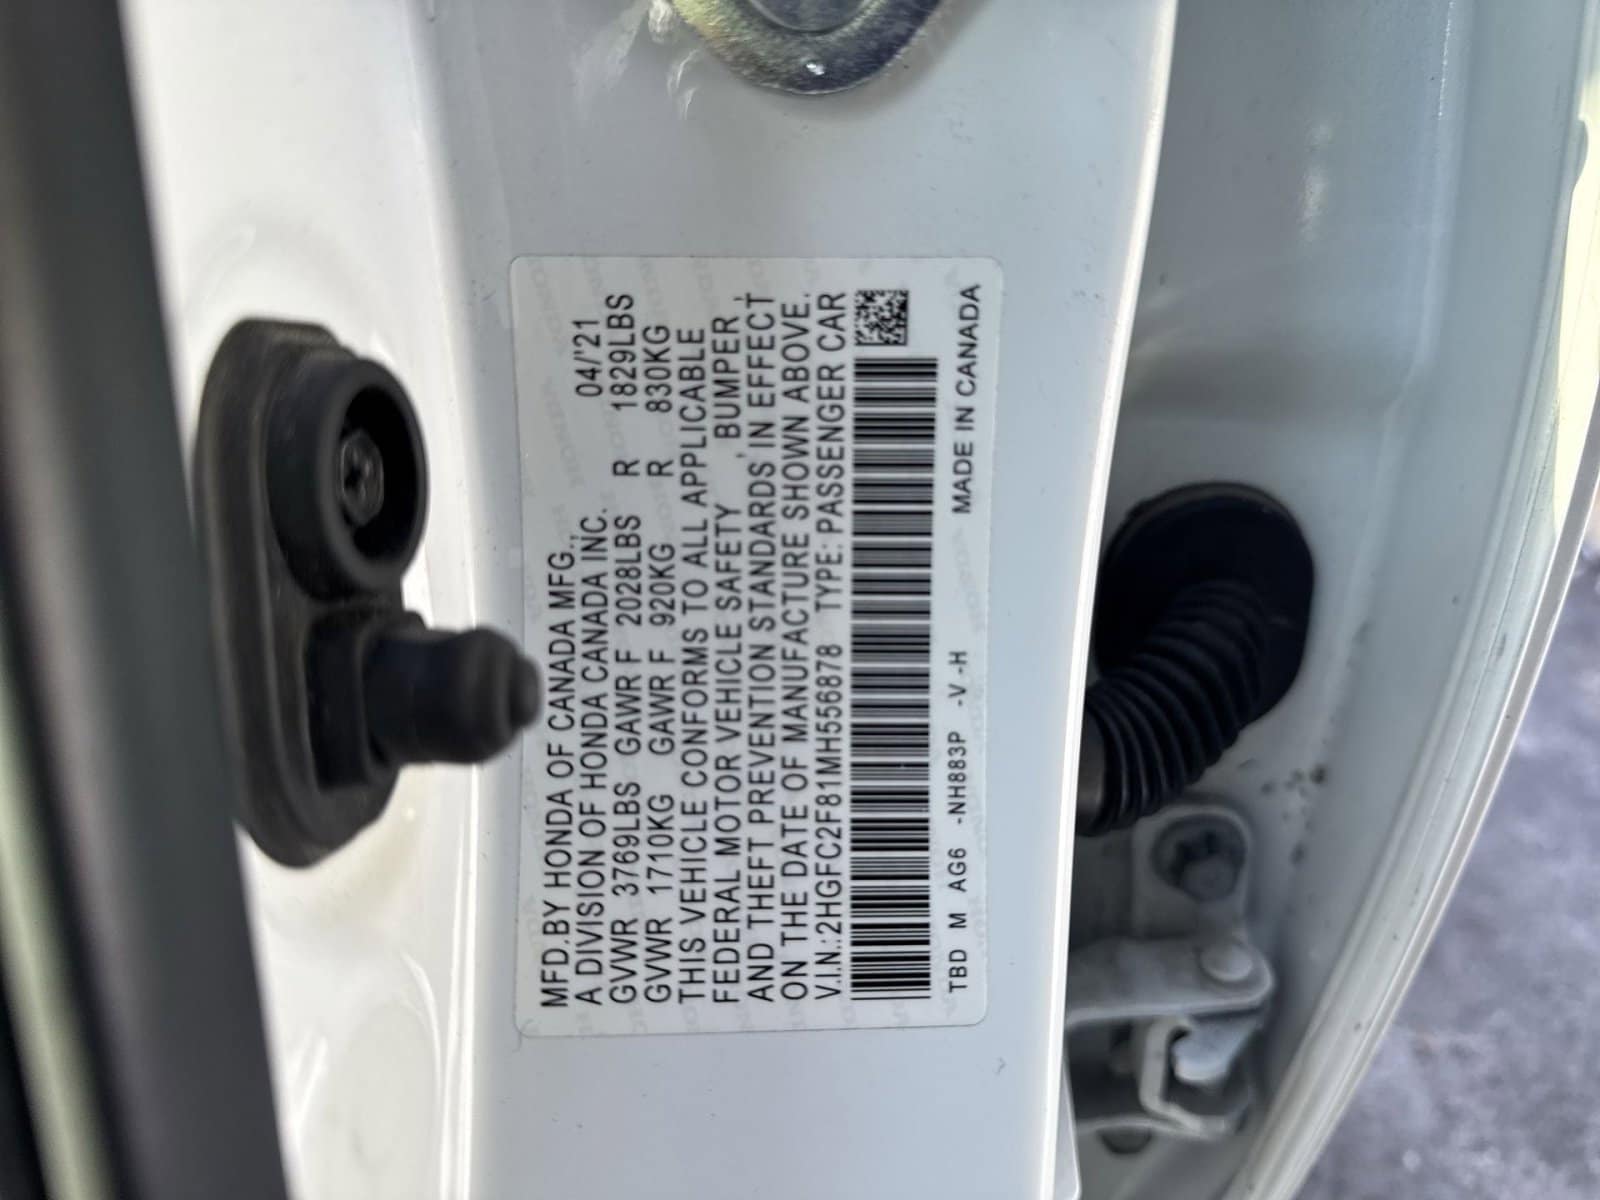 MFD.BY HONDA OF CANADA MFG., 04/'21
A DIVISION OF HONDA CANADA INC.
GVWR 3769LBS GAWR F 2028LBS R 1829LBS
GVWR 1710KG GAWR F 920KG R 830KG
THIS VEHICLE CONFORMS TO ALL APPLICABLE
FEDERAL MOTOR VEHICLE SAFETY , BUMPER,
AND THEFT PREVENTION STANDARDS IN EFFECT
ON THE DATE OF MANUFACTURE SHOWN ABOVE.
V.I.N.:2HGFC2F81MH556878 TYPE: PASSENGER CAR
TBD M AG6 -NH883P -V -H MADE IN CANADA